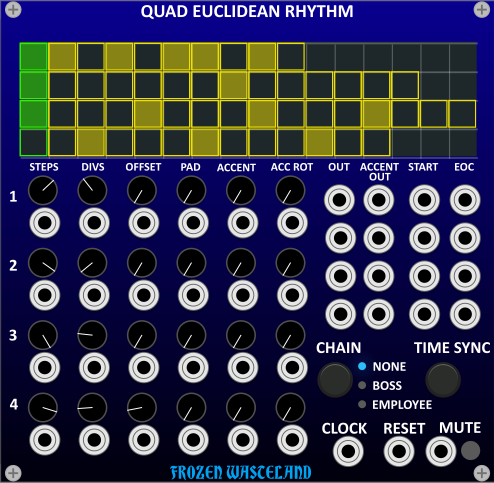 QUAD EUCLIDEAN RHYTHM
STEPS DIVS OFFSET PAD ACCENT ACC ROT OUT ACCENT OUT START EOC
1
2
3
CHAIN TIME SYNC
NONE
BOSS
4 EMPLOYEE
CLOCK RESET MUTE
FROZEN WASTELAND